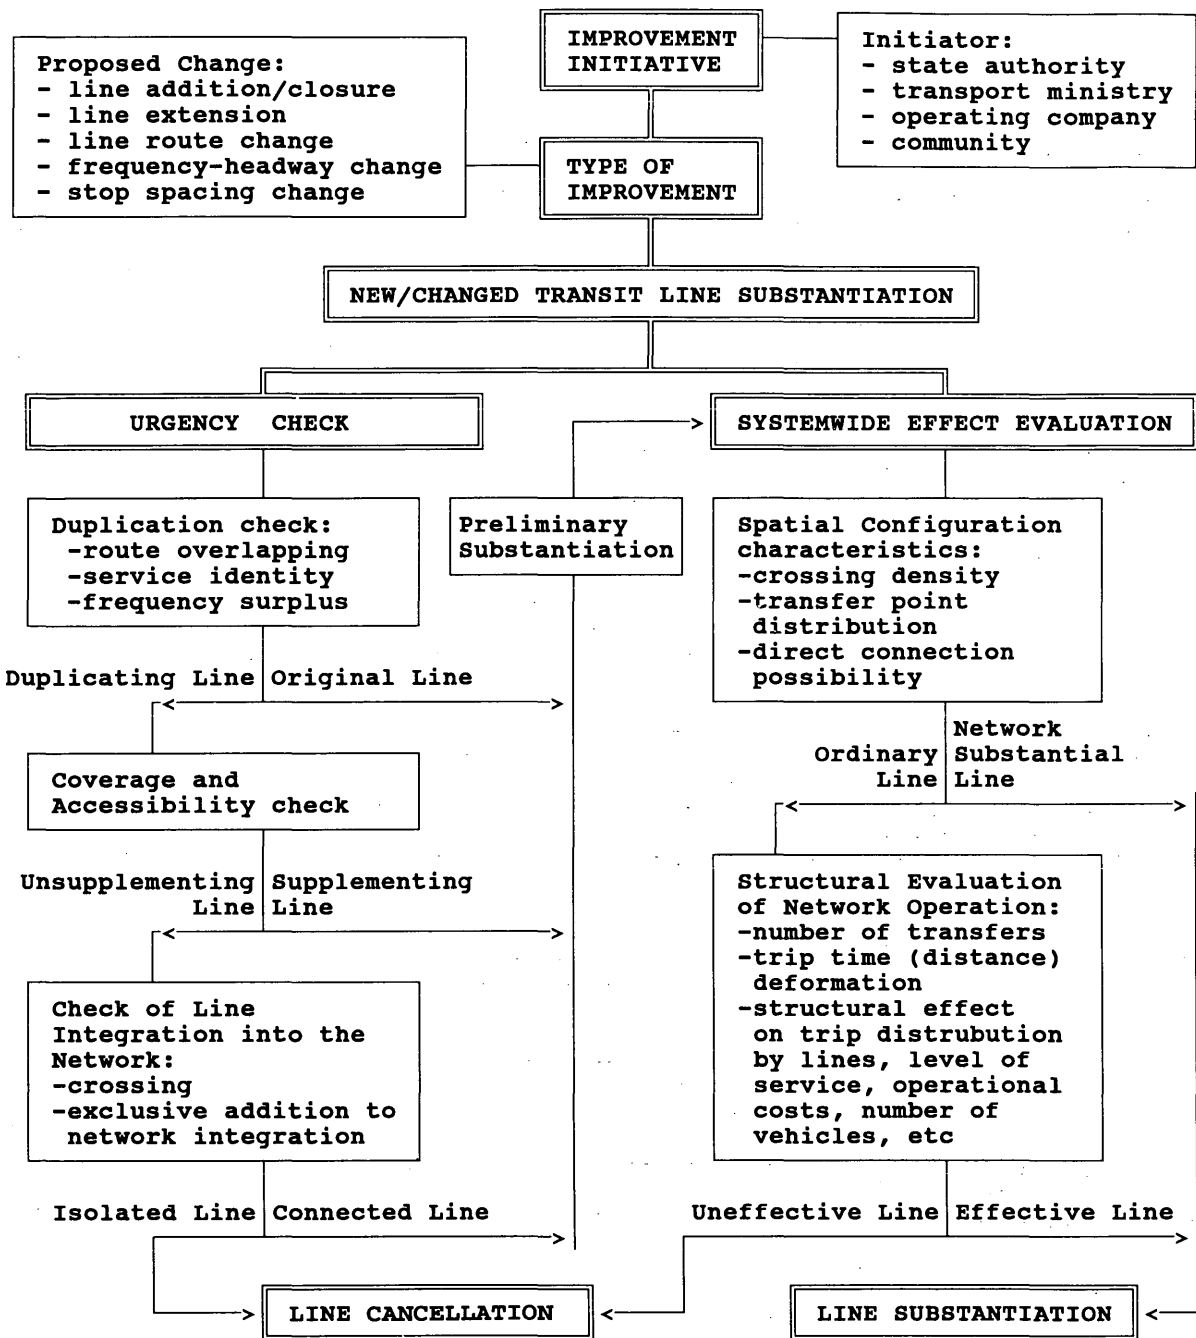 IMPROVEMENT
INITIATIVE
Initiator:
- state authority
- transport ministry
- operating company
- community
Proposed Change:
- line addition/closure
- line extension
- line route change
- frequency-headway change
- stop spacing change
TYPE OF
IMPROVEMENT
NEW/CHANGED TRANSIT LINE SUBSTANTIATION
URGENCY CHECK
SYSTEMWIDE EFFECT EVALUATION
Duplication check:
-route overlapping
-service identity
-frequency surplus
Preliminary
Substantiation
Spatial Configuration
characteristics:
-crossing density
-transfer point
distribution
-direct connection
possibility
Duplicating Line
Original Line
Coverage and
Accessibility check
Ordinary
Line
Network
Substantial
Line
Unsupplementing
Line
Supplementing
Line
Structural Evaluation
of Network Operation:
-number of transfers
-trip time (distance)
deformation
-structural effect
on trip distrubution
by lines, level of
service, operational
costs, number of
vehicles, etc
Check of Line
Integration into the
Network:
-crossing
-exclusive addition to
network integration
Isolated Line
Connected Line
Uneffective Line
Effective Line
LINE CANCELLATION
LINE SUBSTANTIATION